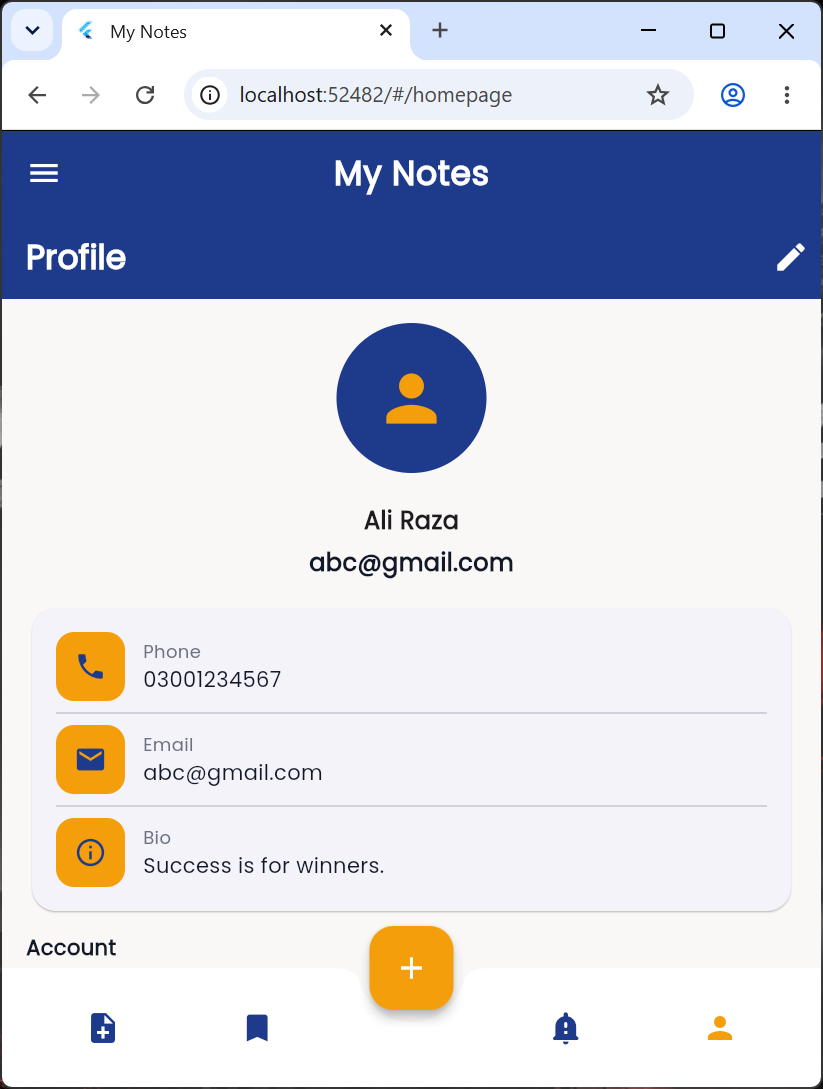 My Notes
localhost:52482/#/homepage
My Notes
Profile
Ali Raza
abc@gmail.com
Phone
03001234567
Email
abc@gmail.com
Bio
Success is for winners.
Account